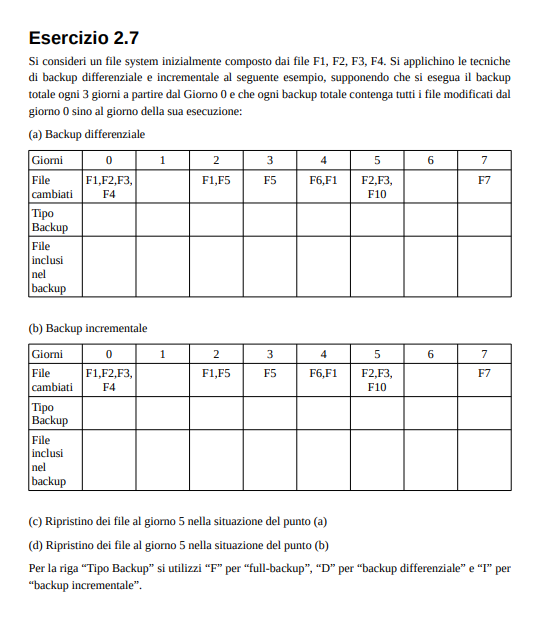 Esercizio 2.7
Si consideri un file system inizialmente composto dai file F1, F2, F3, F4. Si applichino le tecniche
di backup differenziale e incrementale al seguente esempio, supponendo che si esegua il backup
totale ogni 3 giorni a partire dal Giorno 0 e che ogni backup totale contenga tutti i file modificati dal
giorno 0 sino al giorno della sua esecuzione:
(a) Backup differenziale
Giorni 0 1 2 3 4 5 6 7
File F1,F2,F3, F1,F5 F5 F6,F1 F2,F3, F7
cambiati F4 F10
Tipo
Backup
File
inclusi
nel
backup
(b) Backup incrementale
Giorni 0 1 2 3 4 5 6 7
File F1,F2,F3, F1,F5 F5 F6,F1 F2,F3, F7
cambiati F4 F10
Tipo
Backup
File
inclusi
nel
backup
(c) Ripristino dei file al giorno 5 nella situazione del punto (a)
(d) Ripristino dei file al giorno 5 nella situazione del punto (b)
Per la riga “Tipo Backup” si utilizzi “F” per “full-backup”, “D” per “backup differenziale” e “I” per
“backup incrementale”.